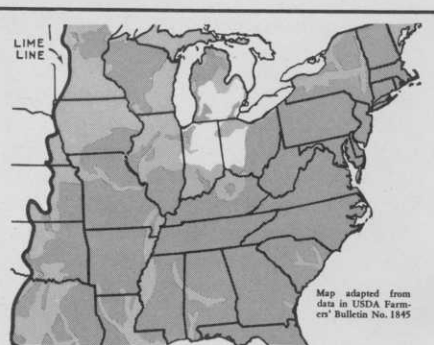 LIME
LINE
Map adapted from
data in USDA Farm-
ers' Bulletin No. 1845